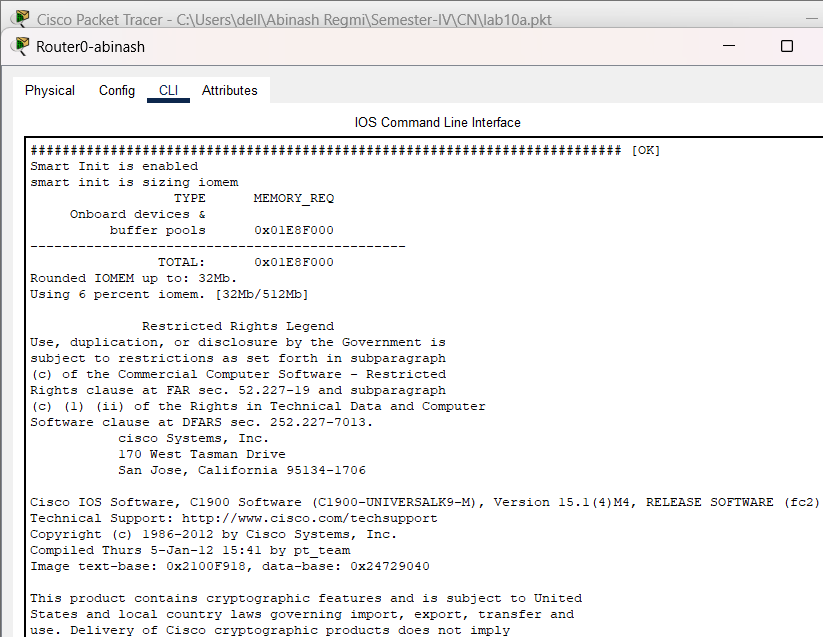 Cisco Packet Tracer - C:\Users\dell\Abinash Regmi\Semester-IV\CN\lab10a.pkt
Router0-abinash
Physical Config CLI Attributes
IOS Command Line Interface
########################################################################## [OK]
Smart Init is enabled
smart init is sizing iomem
TYPE MEMORY_REQ
Onboard devices &
buffer pools 0x01E8F000
-----------------------------------------------
TOTAL: 0x01E8F000
Rounded IOMEM up to: 32Mb.
Using 6 percent iomem. [32Mb/512Mb]
Restricted Rights Legend
Use, duplication, or disclosure by the Government is
subject to restrictions as set forth in subparagraph
(c) of the Commercial Computer Software - Restricted
Rights clause at FAR sec. 52.227-19 and subparagraph
(c) (1) (ii) of the Rights in Technical Data and Computer
Software clause at DFARS sec. 252.227-7013.
cisco Systems, Inc.
170 West Tasman Drive
San Jose, California 95134-1706
Cisco IOS Software, C1900 Software (C1900-UNIVERSALK9-M), Version 15.1(4)M4, RELEASE SOFTWARE (fc2)
Technical Support: http://www.cisco.com/techsupport
Copyright (c) 1986-2012 by Cisco Systems, Inc.
Compiled Thurs 5-Jan-12 15:41 by pt_team
Image text-base: 0x2100F918, data-base: 0x24729040
This product contains cryptographic features and is subject to United
States and local country laws governing import, export, transfer and
use. Delivery of Cisco cryptographic products does not imply